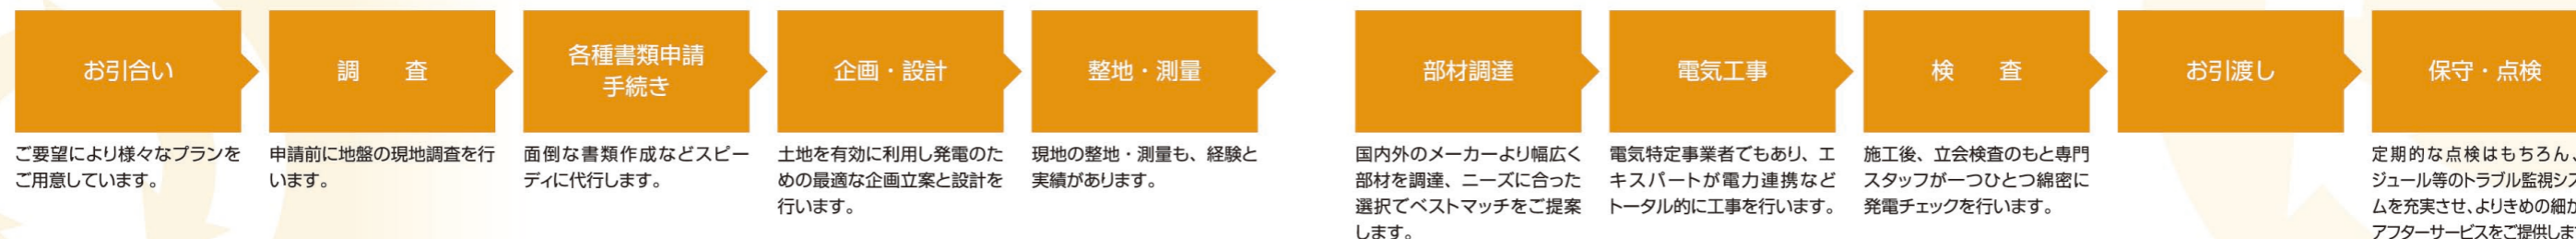 お引合い
ご要望により様々なプランを
ご用意しています。
調　査
申請前に地盤の現地調査を行
います。
各種書類申請
手続き
面倒な書類作成などスピー
ディに代行します。
企画・設計
土地を有効に利用し発電のた
めの最適な企画立案と設計を
行います。
整地・測量
現地の整地・測量も、経験と
実績があります。
部材調達
国内外のメーカーより幅広く
部材を調達、ニーズに合った
選択でベストマッチをご提案
します。
電気工事
電気特定事業者でもあり、エ
キスパートが電力連携など
トータル的に工事を行います。
検　査
施工後、立会検査のもと専門
スタッフが一つひとつ綿密に
発電チェックを行います。
お引渡し
保守・点検
定期的な点検はもちろん、
ジュール等のトラブル監視シス
ムを充実させ、よりきめの細か
アフターサービスをご提供しま